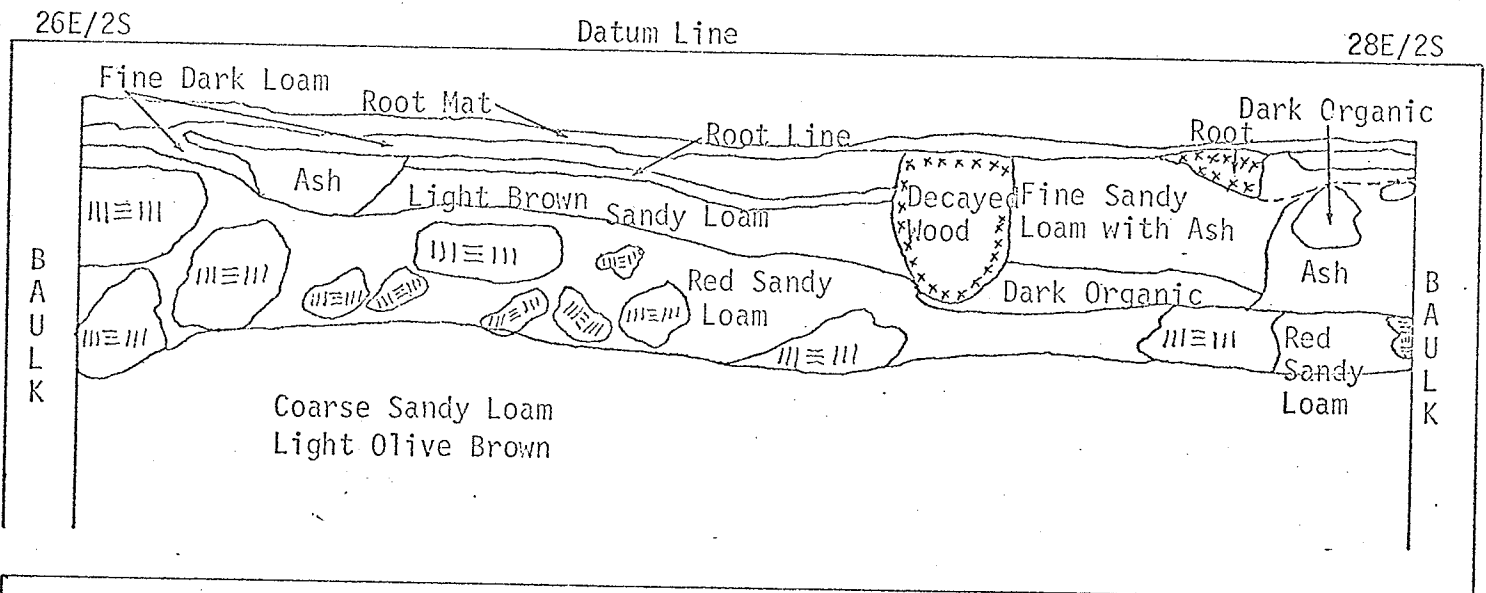 26E/2S
Datum Line
28E/2S
Fine Dark Loam
Root Mat
Root Line
Dark Organic
Root
Ash
Light Brown Sandy Loam
Decayed
Wood
Fine Sandy
Loam with Ash
Red Sandy
Loam
Dark Organic
Ash
BAULK
BAULK
Red
Sandy
Loam
Coarse Sandy Loam
Light Olive Brown